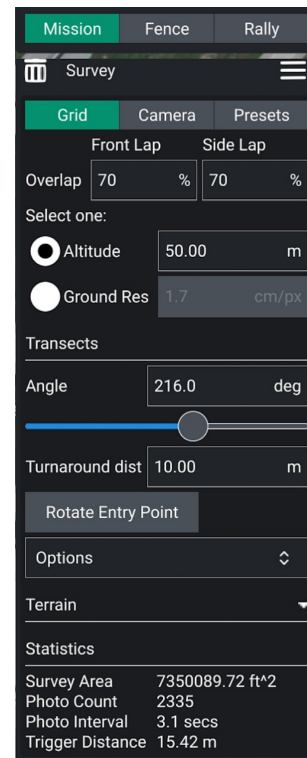 Mission Fence Rally
Survey
Grid Camera Presets
Front Lap Side Lap
Overlap 70 % 70 %
Select one:
Altitude 50.00 m
Ground Res 1.7 cm/px
Transects
Angle 216.0 deg
Turnaround dist 10.00 m
Rotate Entry Point
Options
Terrain
Statistics
Survey Area 7350089.72 ft^2
Photo Count 2335
Photo Interval 3.1 secs
Trigger Distance 15.42 m